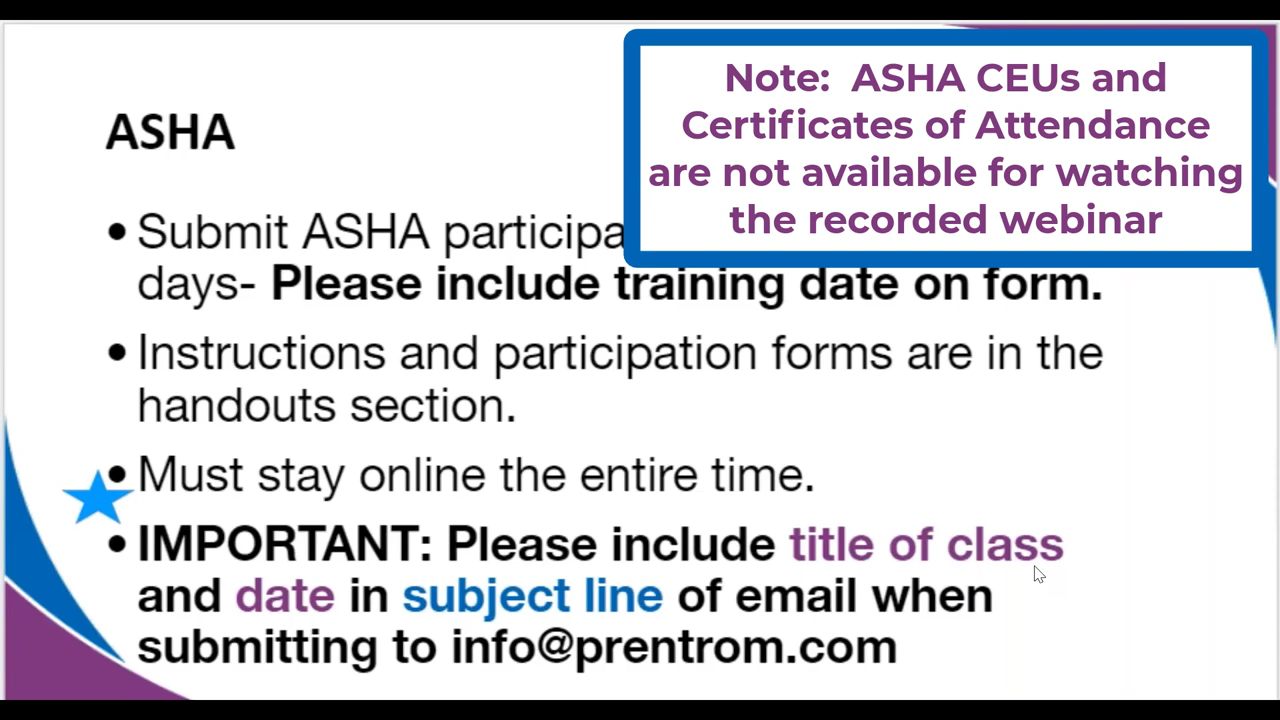 Note: ASHA CEUs and
Certificates of Attendance
are not available for watching
the recorded webinar
ASHA
• Submit ASHA
days- Please include training date on form.
• Instructions and participation forms are in the
handouts section.
• Must stay online the entire time.
• IMPORTANT: Please include title of class
and date in subject line of email when
submitting to info@prentrom.com